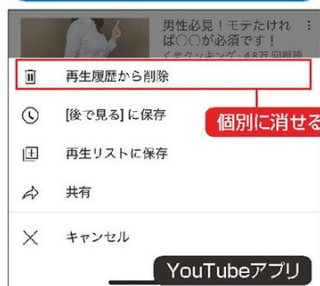 男性必見！モテたければ
ば〇〇が必須です！
再生履歴から削除
[後で見る] に保存
個別に消せる
再生リストに保存
共有
キャンセル
YouTubeアプリ